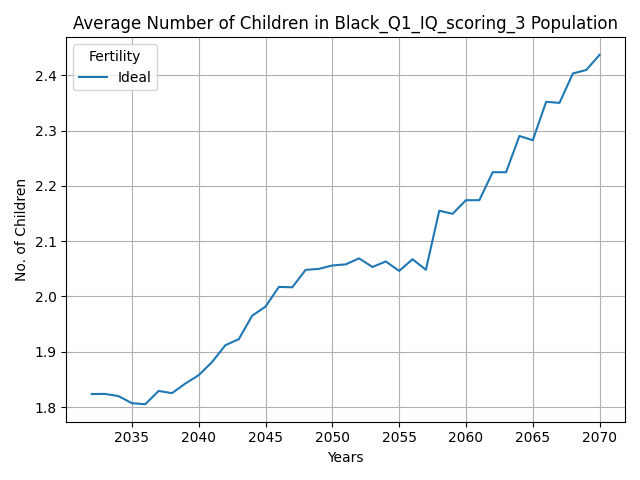 Average Number of Children in Black_Q1_IQ_scoring_3 Population
Fertility
Ideal
No. of Children
2.4
2.3
2.2
2.1
2.0
1.9
1.8
2035 2040 2045 2050 2055 2060 2065 2070
Years